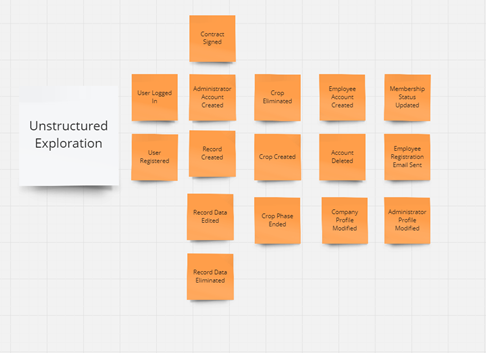 Unstructured
Exploration
Contract
Signed
User Logged
In
Administrator
Account
Created
Crop
Eliminated
Employee
Account
Created
Membership
Status
Updated
User
Registered
Record
Created
Crop Created
Account
Deleted
Employee
Registration
Email Sent
Record Data
Edited
Crop Phase
Ended
Company
Profile
Modified
Administrator
Profile
Modified
Record Data
Eliminated